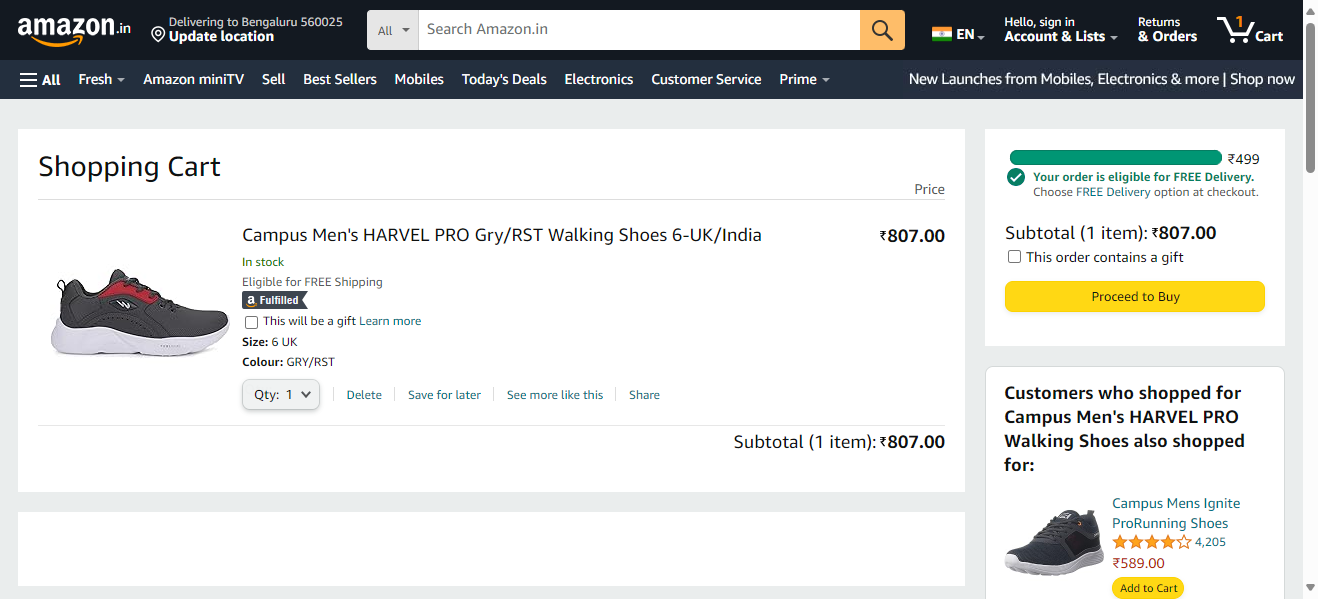 amazon.in
Delivering to Bengaluru 560025
Update location
All
Search Amazon.in
EN
Hello, sign in
Account & Lists
Returns
& Orders
1
Cart
All
Fresh
Amazon miniTV
Sell
Best Sellers
Mobiles
Today's Deals
Electronics
Customer Service
Prime
New Launches from Mobiles, Electronics & more | Shop now
Shopping Cart
Price
Campus Men's HARVEL PRO Gry/RST Walking Shoes 6-UK/India
₹807.00
In stock
Eligible for FREE Shipping
a Fulfilled
This will be a gift Learn more
Size: 6 UK
Colour: GRY/RST
Qty: 1
Delete
Save for later
See more like this
Share
Subtotal (1 item): ₹807.00
₹499
Your order is eligible for FREE Delivery.
Choose FREE Delivery option at checkout.
Subtotal (1 item): ₹807.00
This order contains a gift
Proceed to Buy
Customers who shopped for
Campus Men's HARVEL PRO
Walking Shoes also shopped
for:
Campus Mens Ignite
ProRunning Shoes
4,205
₹589.00
Add to Cart